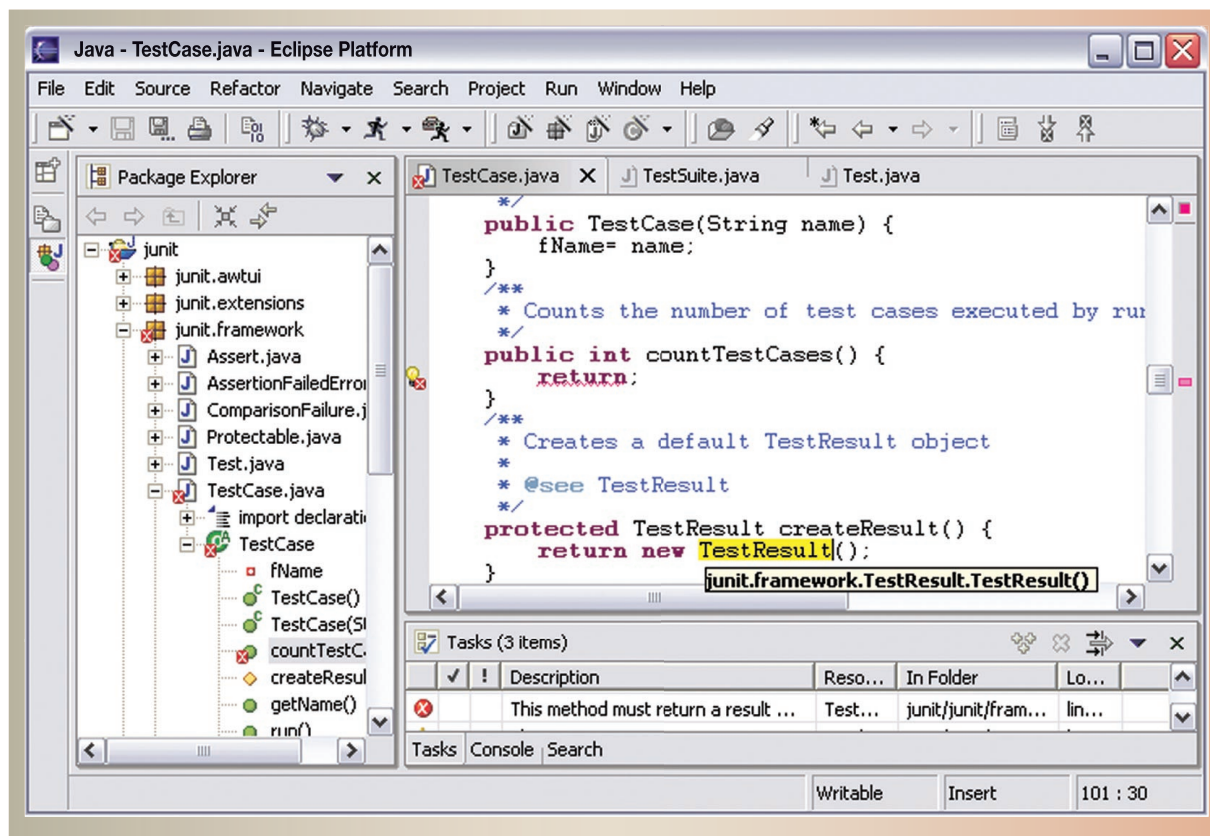 Java - TestCase.java - Eclipse Platform
File Edit Source Refactor Navigate Search Project Run Window Help
Package Explorer
junit
junit.awtui
junit.extensions
junit.framework
Assert.java
AssertionFailedErro
ComparisonFailure.j
Protectable.java
Test.java
TestCase.java
import declarati
TestCase
fName
TestCase()
TestCase(St
countTestC
createResul
getName()
run()
TestCase.java TestSuite.java Test.java
*/
public TestCase(String name) {
fName= name;
}
/**
* Counts the number of test cases executed by run
*/
public int countTestCases() {
return;
}
/**
* Creates a default TestResult object
*
* @see TestResult
*/
protected TestResult createResult() {
return new TestResult();
}
junit.framework.TestResult.TestResult()
Tasks (3 items)
✓ ! Description Reso... In Folder Lo...
This method must return a result ... Test... junit/junit/fram... lin...
Tasks Console Search
Writable Insert 101 : 30